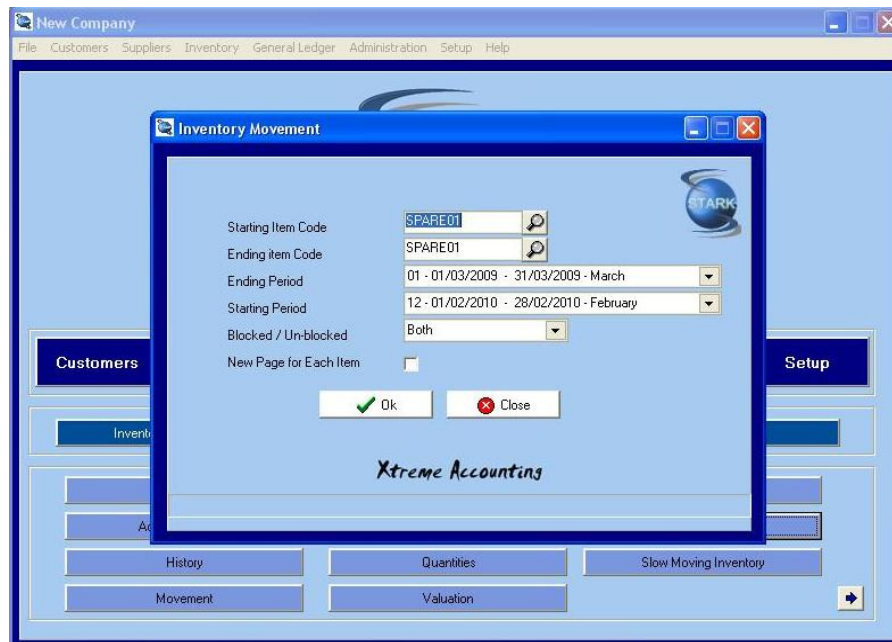 New Company
File Customers Suppliers Inventory General Ledger Administration Setup Help
Inventory Movement
STARK
Starting Item Code SPARE01
Ending item Code SPARE01
Ending Period 01 - 01/03/2009 - 31/03/2009 - March
Starting Period 12 - 01/02/2010 - 28/02/2010 - February
Blocked / Un-blocked Both
New Page for Each Item
Ok Close
Xtreme Accounting
Customers Setup
History Quantities Slow Moving Inventory
Movement Valuation